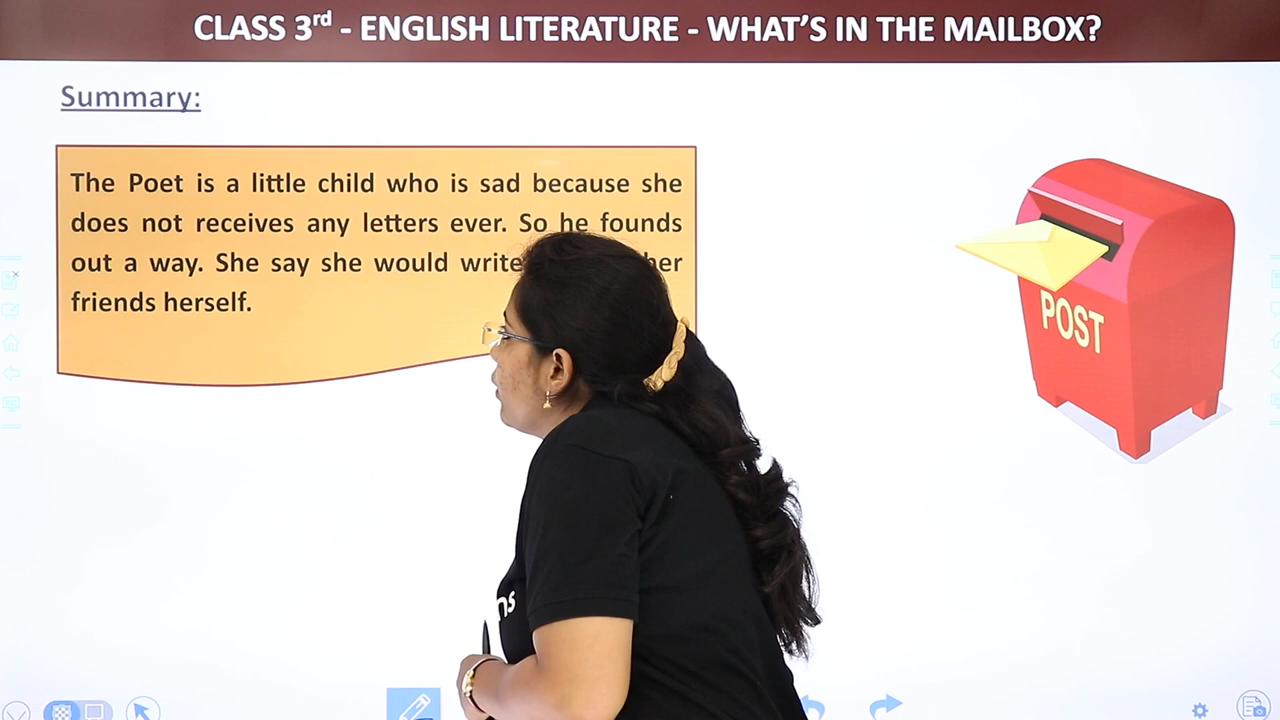 CLASS 3rd - ENGLISH LITERATURE - WHAT'S IN THE MAILBOX?
Summary:
The Poet is a little child who is sad because she
does not receives any letters ever. So he founds
out a way. She say she would write her
friends herself.
POST
ns